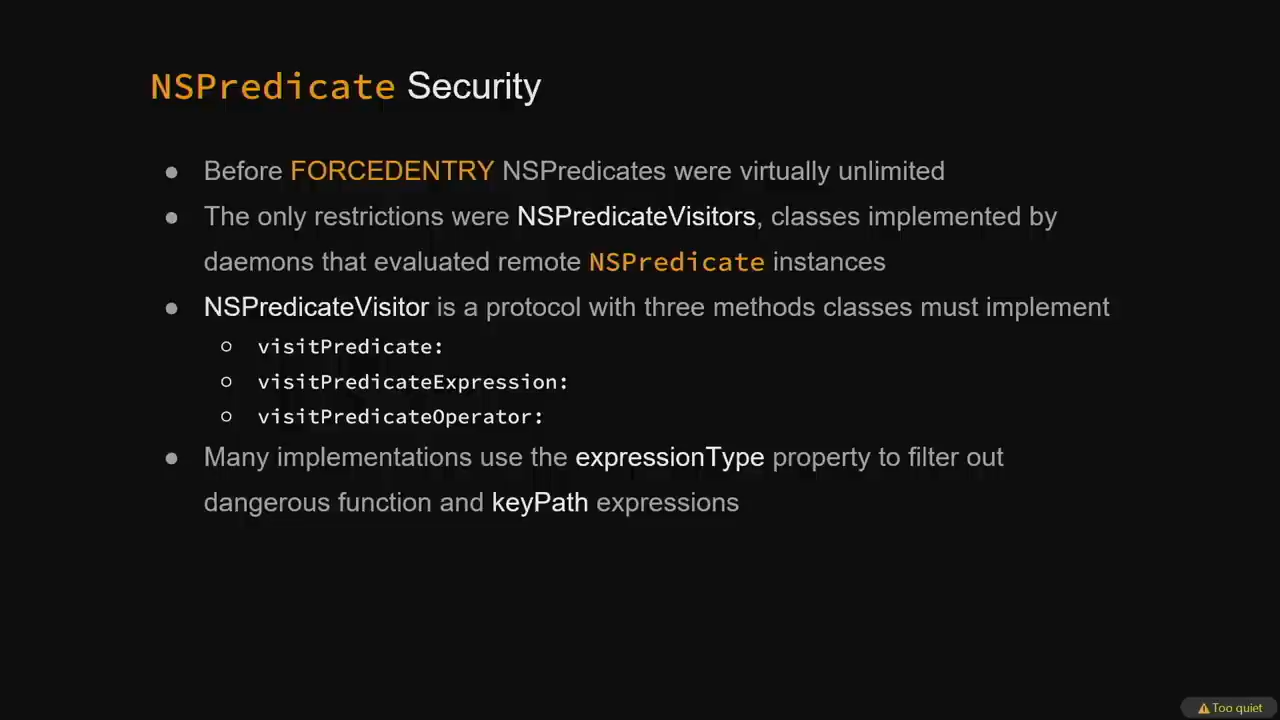 NSPredicate Security
● Before FORCEDENTRY NSPredicates were virtually unlimited
● The only restrictions were NSPredicateVisitors, classes implemented by
daemons that evaluated remote NSPredicate instances
● NSPredicateVisitor is a protocol with three methods classes must implement
○ visitPredicate:
○ visitPredicateExpression:
○ visitPredicateOperator:
● Many implementations use the expressionType property to filter out
dangerous function and keyPath expressions
⚠ Too quiet